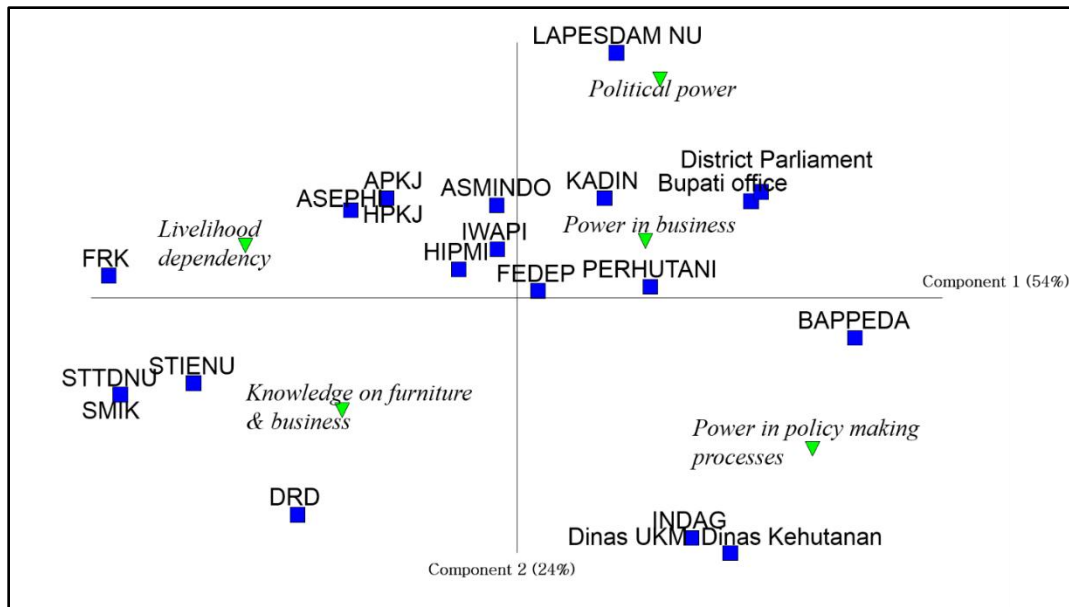 LAPESDAM NU
Political power
District Parliament
Bupati office
APKJ
ASEPHI
HPKJ
ASMINDO
KADIN
Livelihood
dependency
IWAPI
Power in business
FRK
HIPMI
FEDEP
PERHUTANI
Component 1 (54%)
BAPPEDA
STTDNU
SMIK
STIENU
Knowledge on furniture
& business
Power in policy making
processes
DRD
INDAG
Dinas UKM
Dinas Kehutanan
Component 2 (24%)